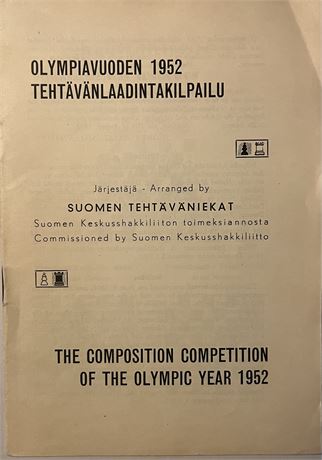 OLYMPIAVUODEN 1952
TEHTÄVÄNLAADINTAKILPAILU
Järjestäjä - Arranged by
SUOMEN TEHTÄVÄNIEKAT
Suomen Keskusshakkiliiton toimeksiannosta
Commissioned by Suomen Keskusshakkiliitto
THE COMPOSITION COMPETITION
OF THE OLYMPIC YEAR 1952